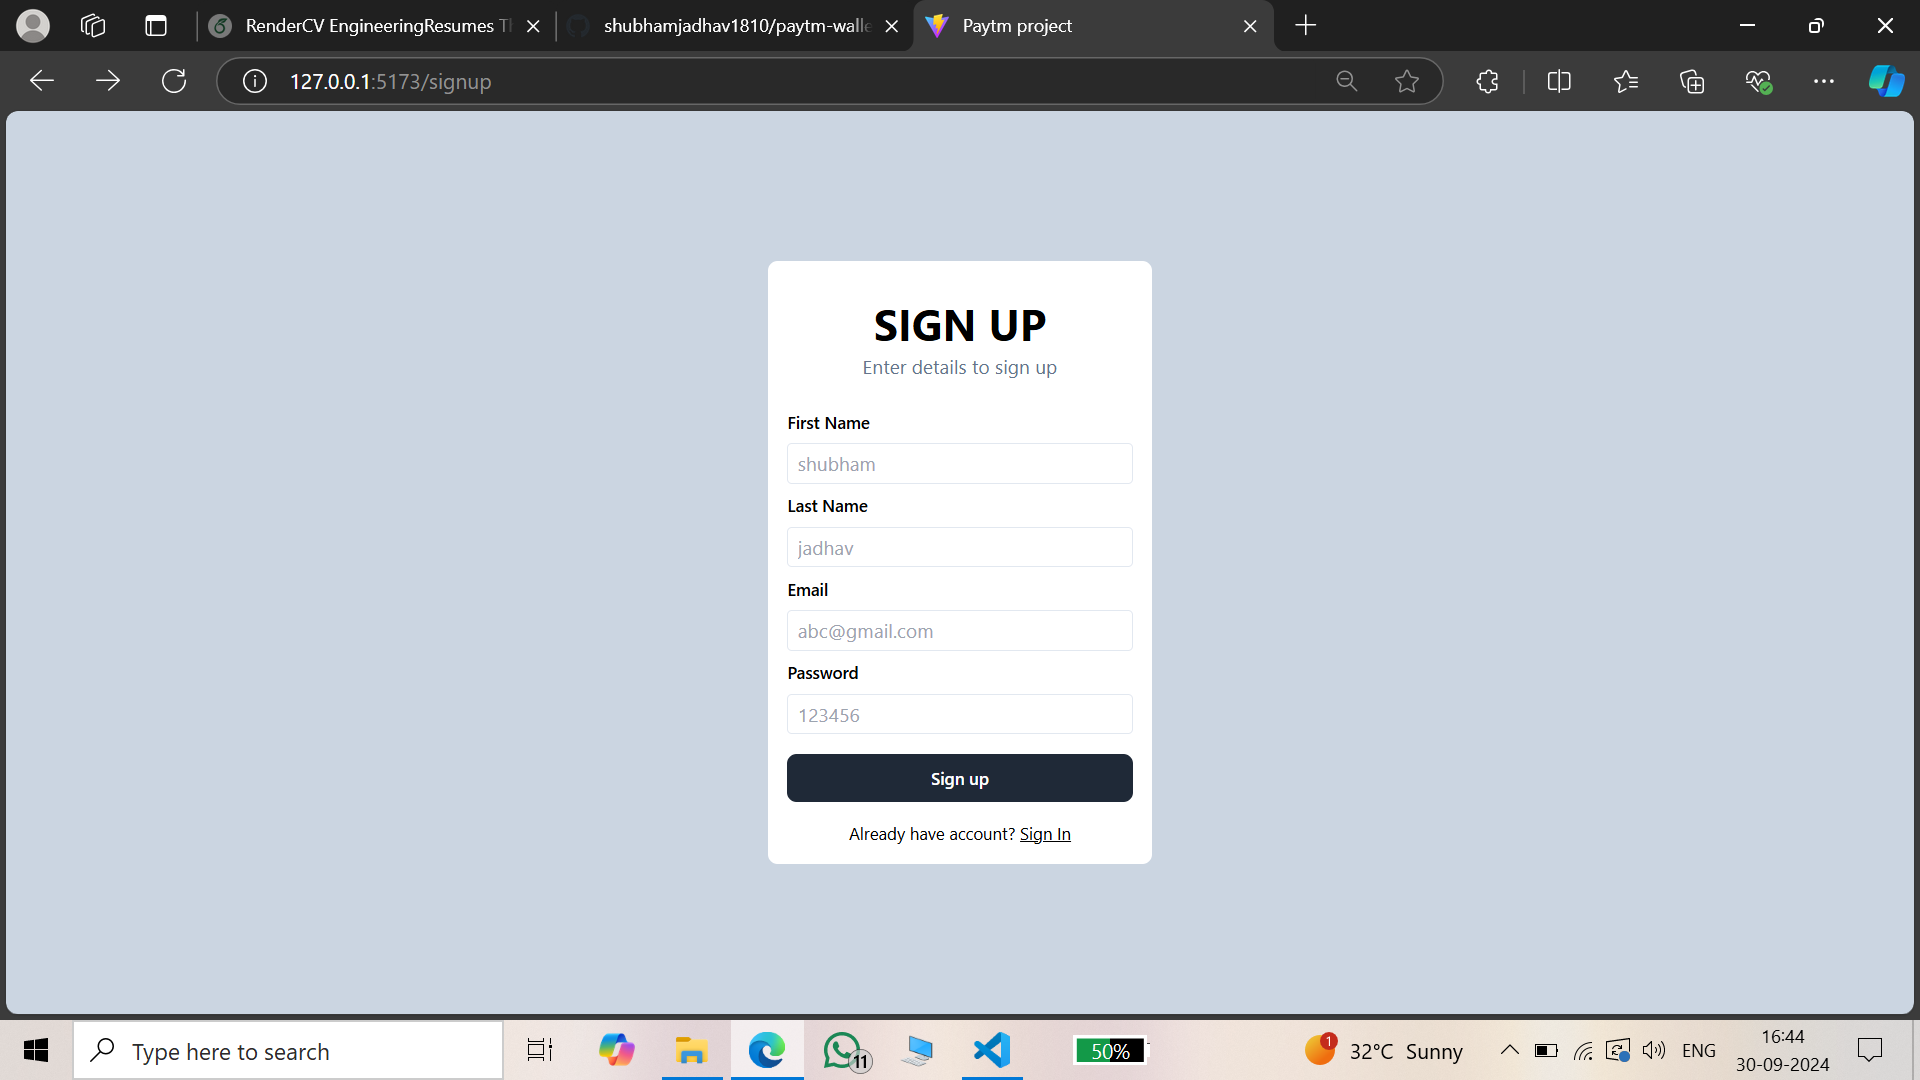 RenderCV EngineeringResumes Th
shubhamjadhav1810/paytm-walle
Paytm project
127.0.0.1:5173/signup
SIGN UP
Enter details to sign up
First Name
shubham
Last Name
jadhav
Email
abc@gmail.com
Password
123456
Sign up
Already have account? Sign In
Type here to search
11
50%
1
32°C Sunny
ENG
16:44
30-09-2024